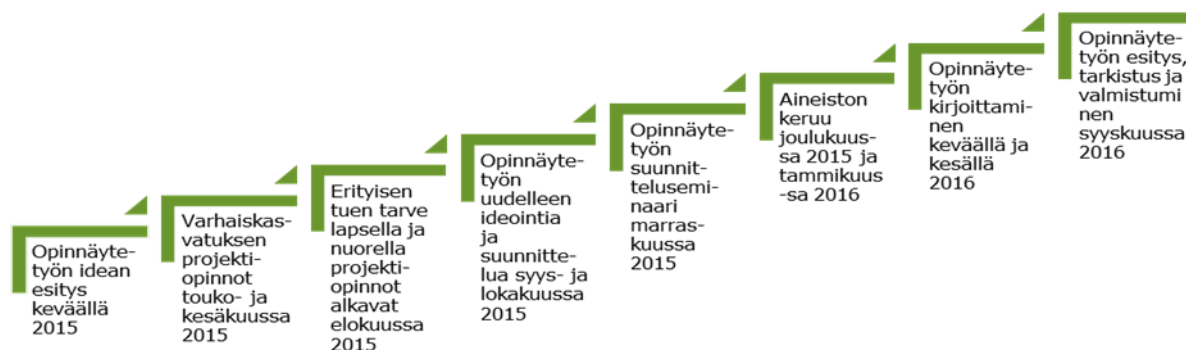 Opinnäyte-
työn idean
esitys
keväällä
2015
Varhaiskas-
vatuksen
projekti-
opinnot
touko- ja
kesäkuussa
2015
Erityisen
tuen tarve
lapsella ja
nuorella
projekti-
opinnot
alkavat
elokuussa
2015
Opinnäyte-
työn
uudelleen
ideointia
ja
suunnitte-
lua syys- ja
lokakuussa
2015
Opinnäyte-
työn
suunnit-
telusemi-
naari
marras-
kuussa
2015
Aineiston
keruu
joulukuus-
sa 2015 ja
tammikuus
-sa 2016
Opinnäyte-
työn
kirjoittami-
nen
keväällä ja
kesällä
2016
Opinnäyte-
työn esitys,
tarkistus ja
valmistumi
nen
syyskuussa
2016